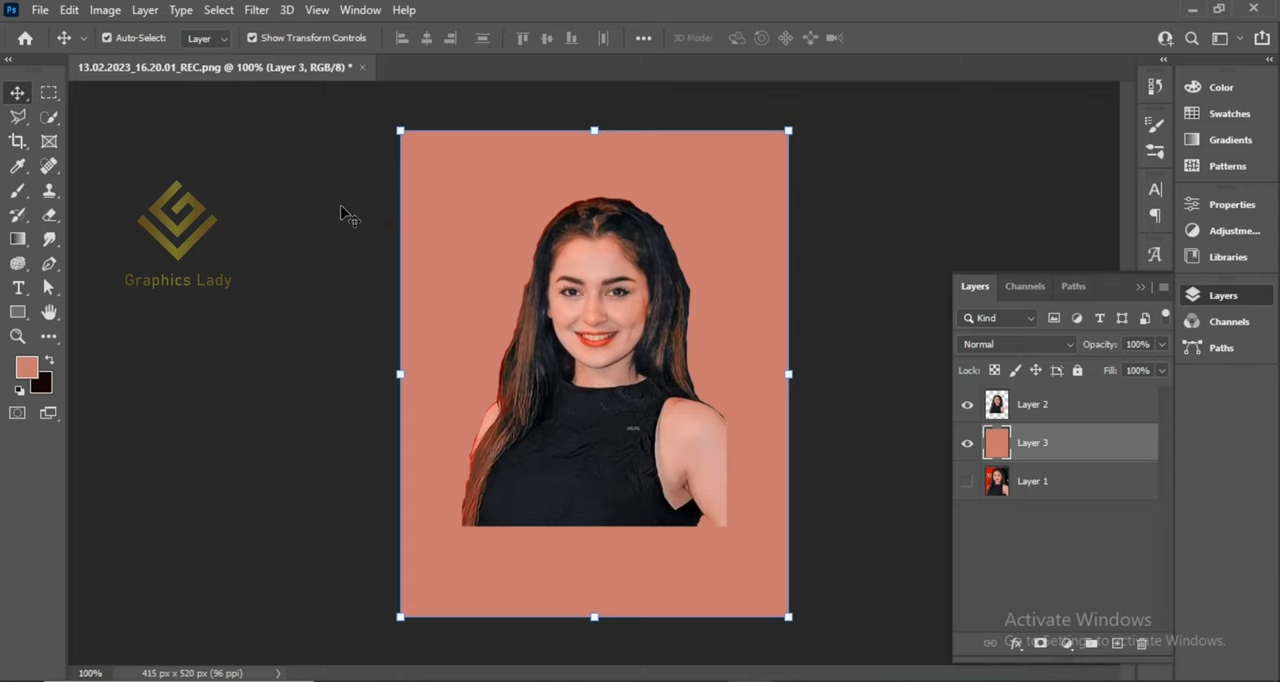 Ps File Edit Image Layer Type Select Filter 3D View Window Help
Auto-Select: Layer Show Transform Controls 3D Mode:
13.02.2023_16.20.01_REC.png @ 100% (Layer 3, RGB/8) *
Color
Swatches
Gradients
Patterns
Properties
Adjustme...
Libraries
Layers
Channels
Paths
Graphics Lady
Layers Channels Paths
Kind
Normal Opacity: 100%
Lock: Fill: 100%
Layer 2
Layer 3
Layer 1
Activate Windows
Go to Settings to activate Windows.
100% 415 px x 520 px (96 ppi)